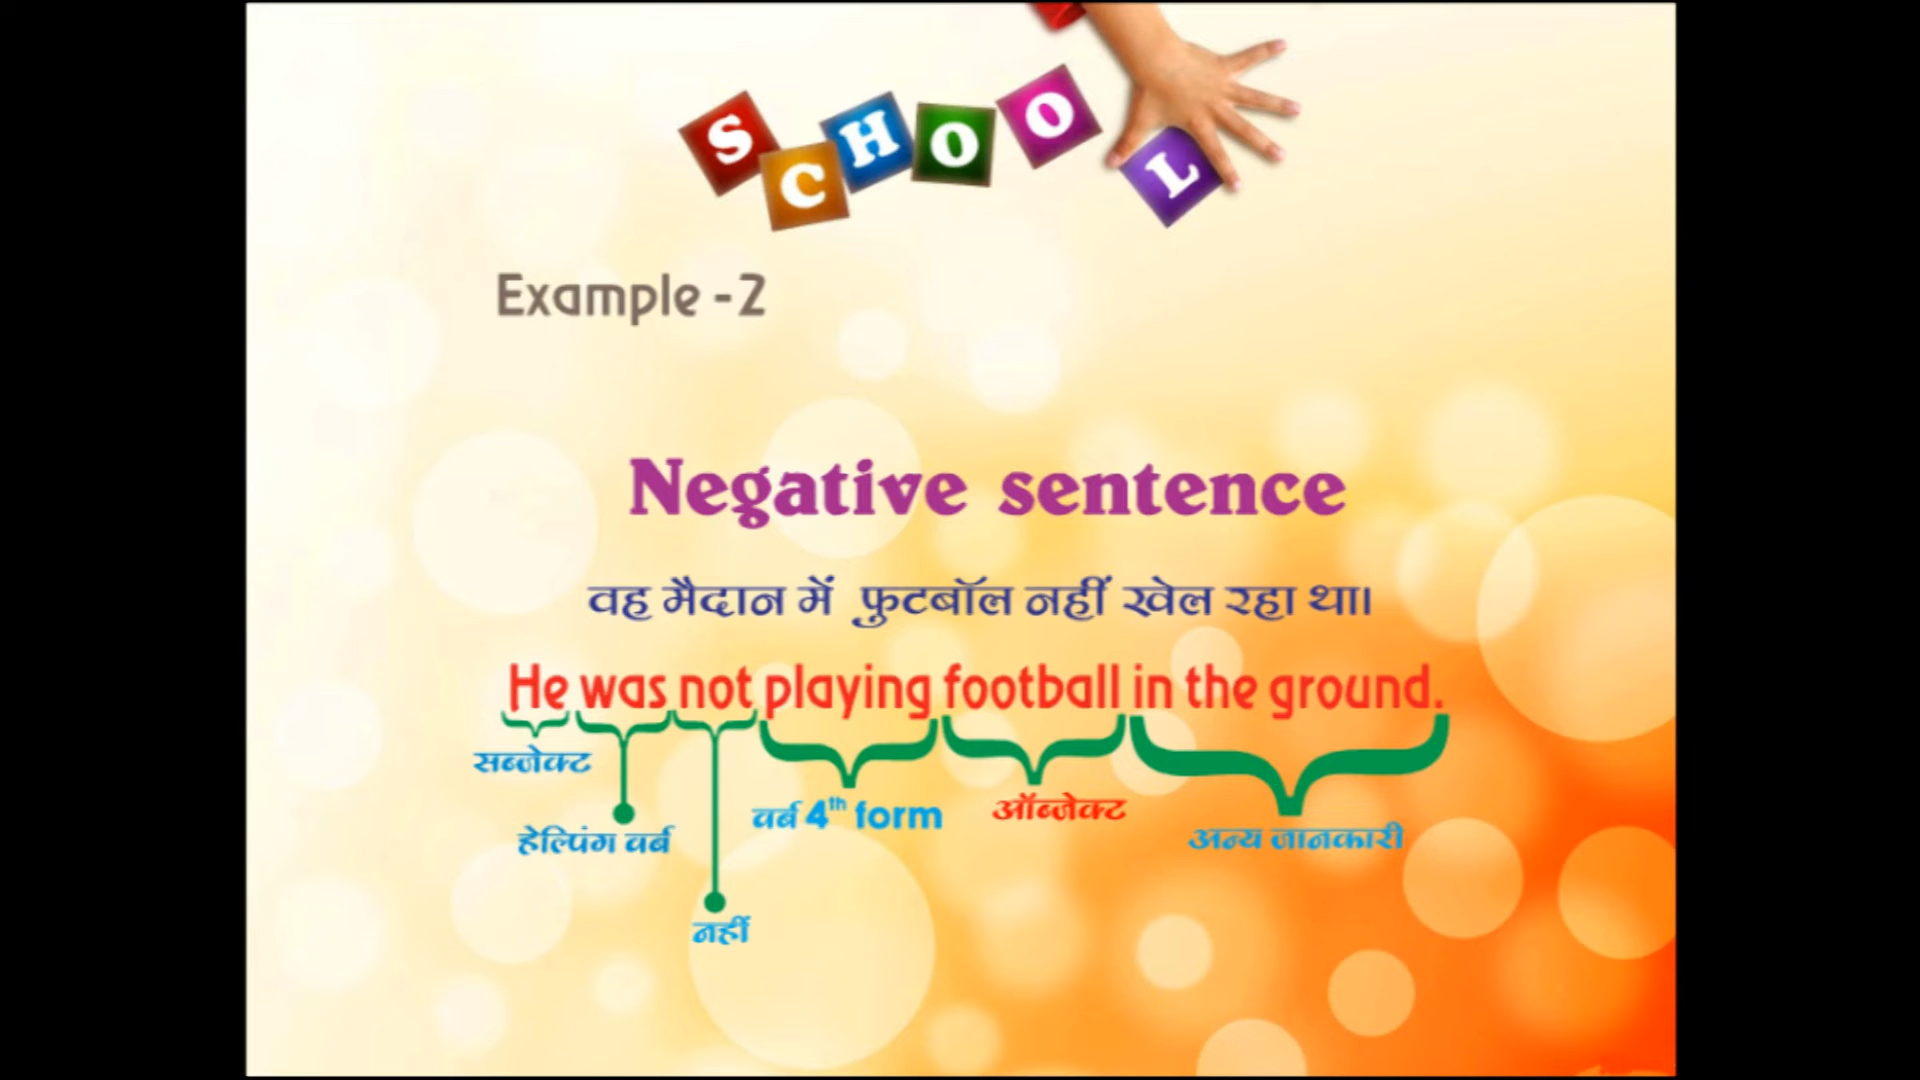 SCHOOL
Example - 2
Negative sentence
वह मैदान में फुटबॉल नहीं खेल रहा था।
He was not playing football in the ground.
सब्जेक्ट
हेल्पिंग वर्ब
नहीं
वर्ब 4th form
ऑब्जेक्ट
अन्य जानकारी